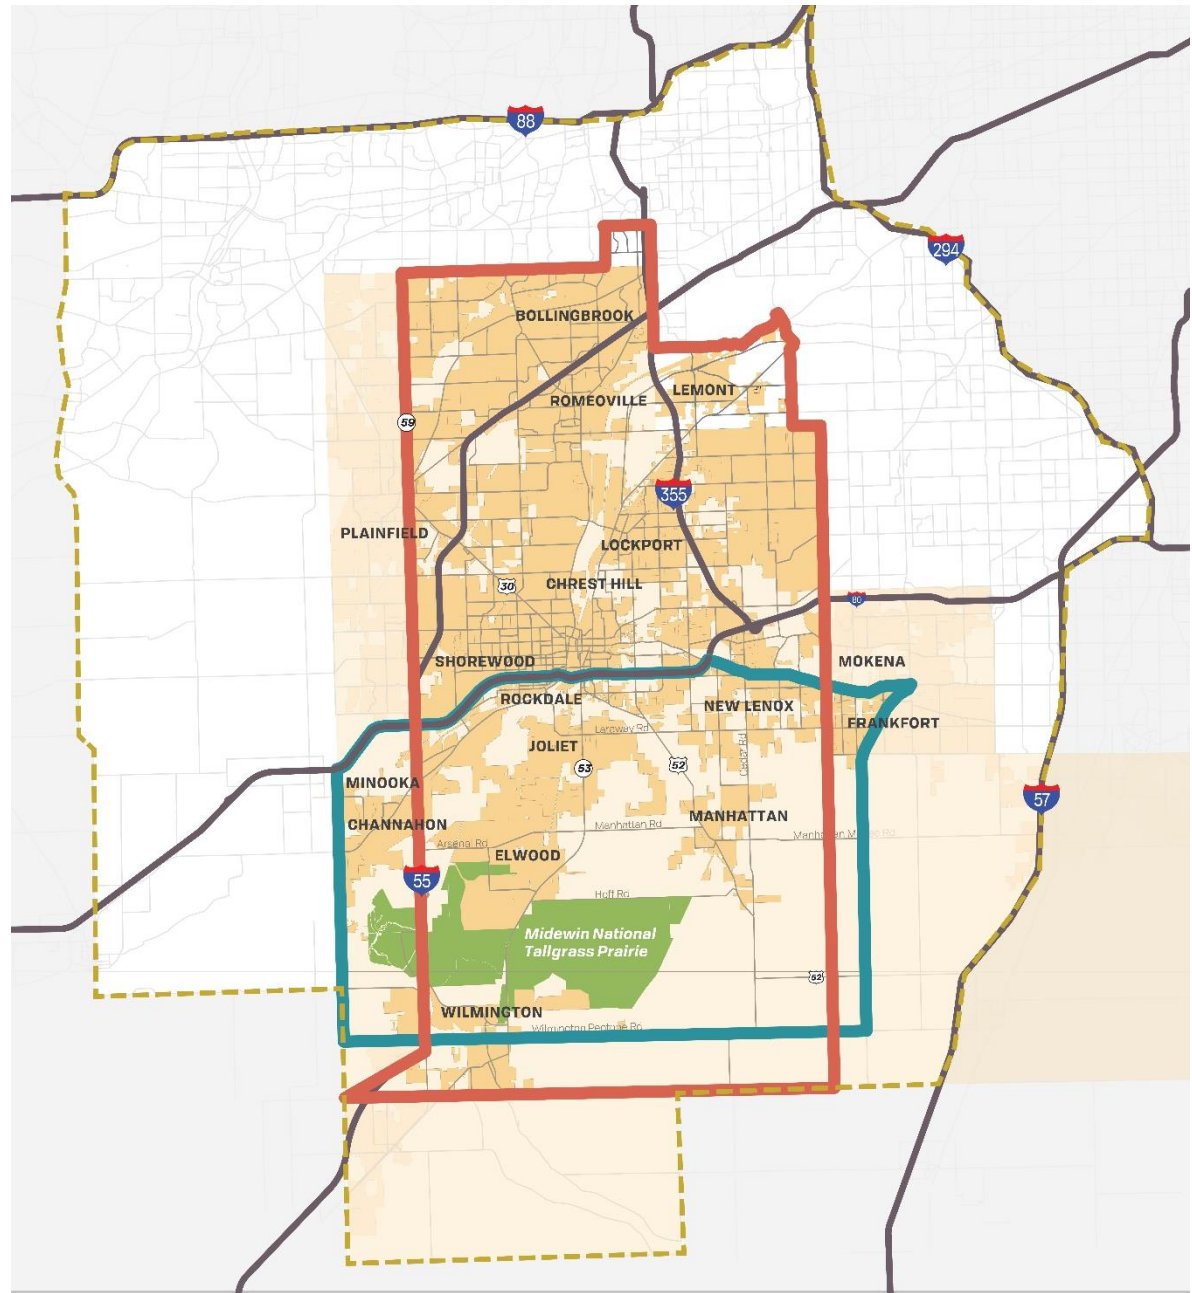 88
294
BOLLINGBROOK
ROMEOVILLE
LEMONT
59
355
PLAINFIELD
LOCKPORT
30
CHREST HILL
80
SHOREWOOD
MOKENA
ROCKDALE
NEW LENOX
FRANKFORT
Laraway Rd
JOLIET
Cedar Rd
53
52
MINOOKA
57
CHANNAHON
MANHATTAN
Manhattan Rd
Arsenal Rd
ELWOOD
55
Hoff Rd
Midewin National
Tallgrass Prairie
52
WILMINGTON
Wilmington Peotone Rd